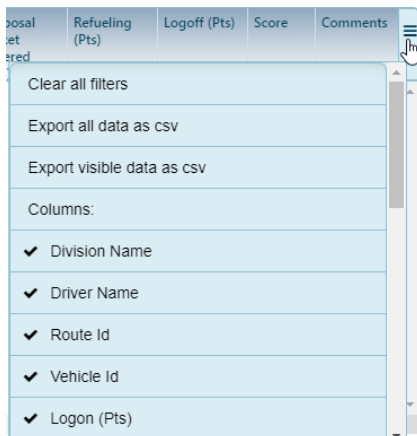 Refueling Logoff (Pts) Score Comments
(Pts)
ered
Clear all filters
Export all data as csv
Export visible data as csv
Columns:
Division Name
Driver Name
Route Id
Vehicle Id
Logon (Pts)